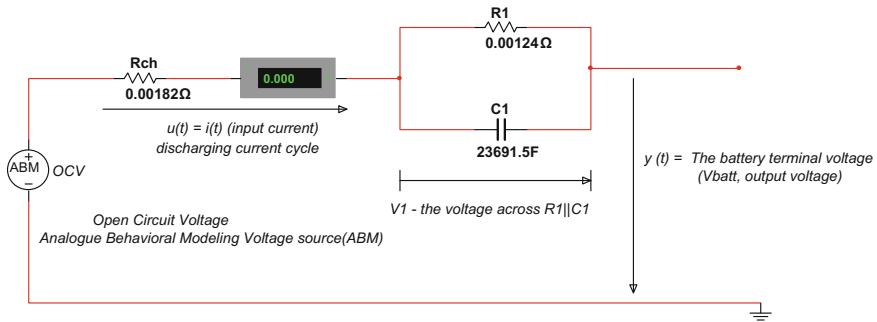 R1
0.00124Ω
Rch
0.000
0.00182Ω
C1
23691.5F
u(t) = i(t) (input current)
discharging current cycle
ABM
OCV
y (t) = The battery terminal voltage
(Vbatt, output voltage)
V1 - the voltage across R1||C1
Open Circuit Voltage
Analogue Behavioral Modeling Voltage source(ABM)